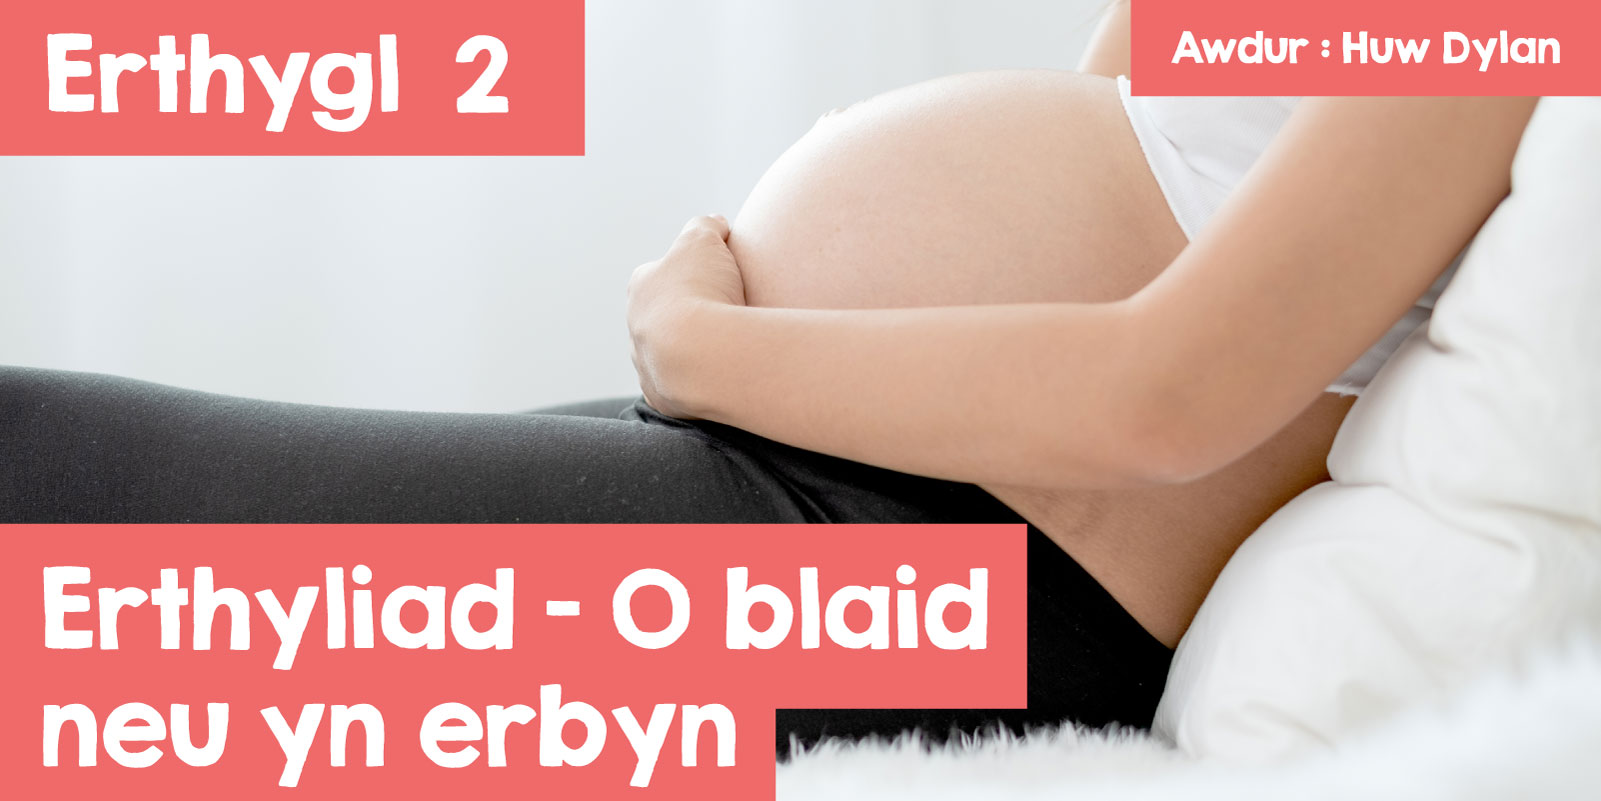 Erthygl 2
Awdur : Huw Dylan
Erthyliad - O blaid
neu yn erbyn